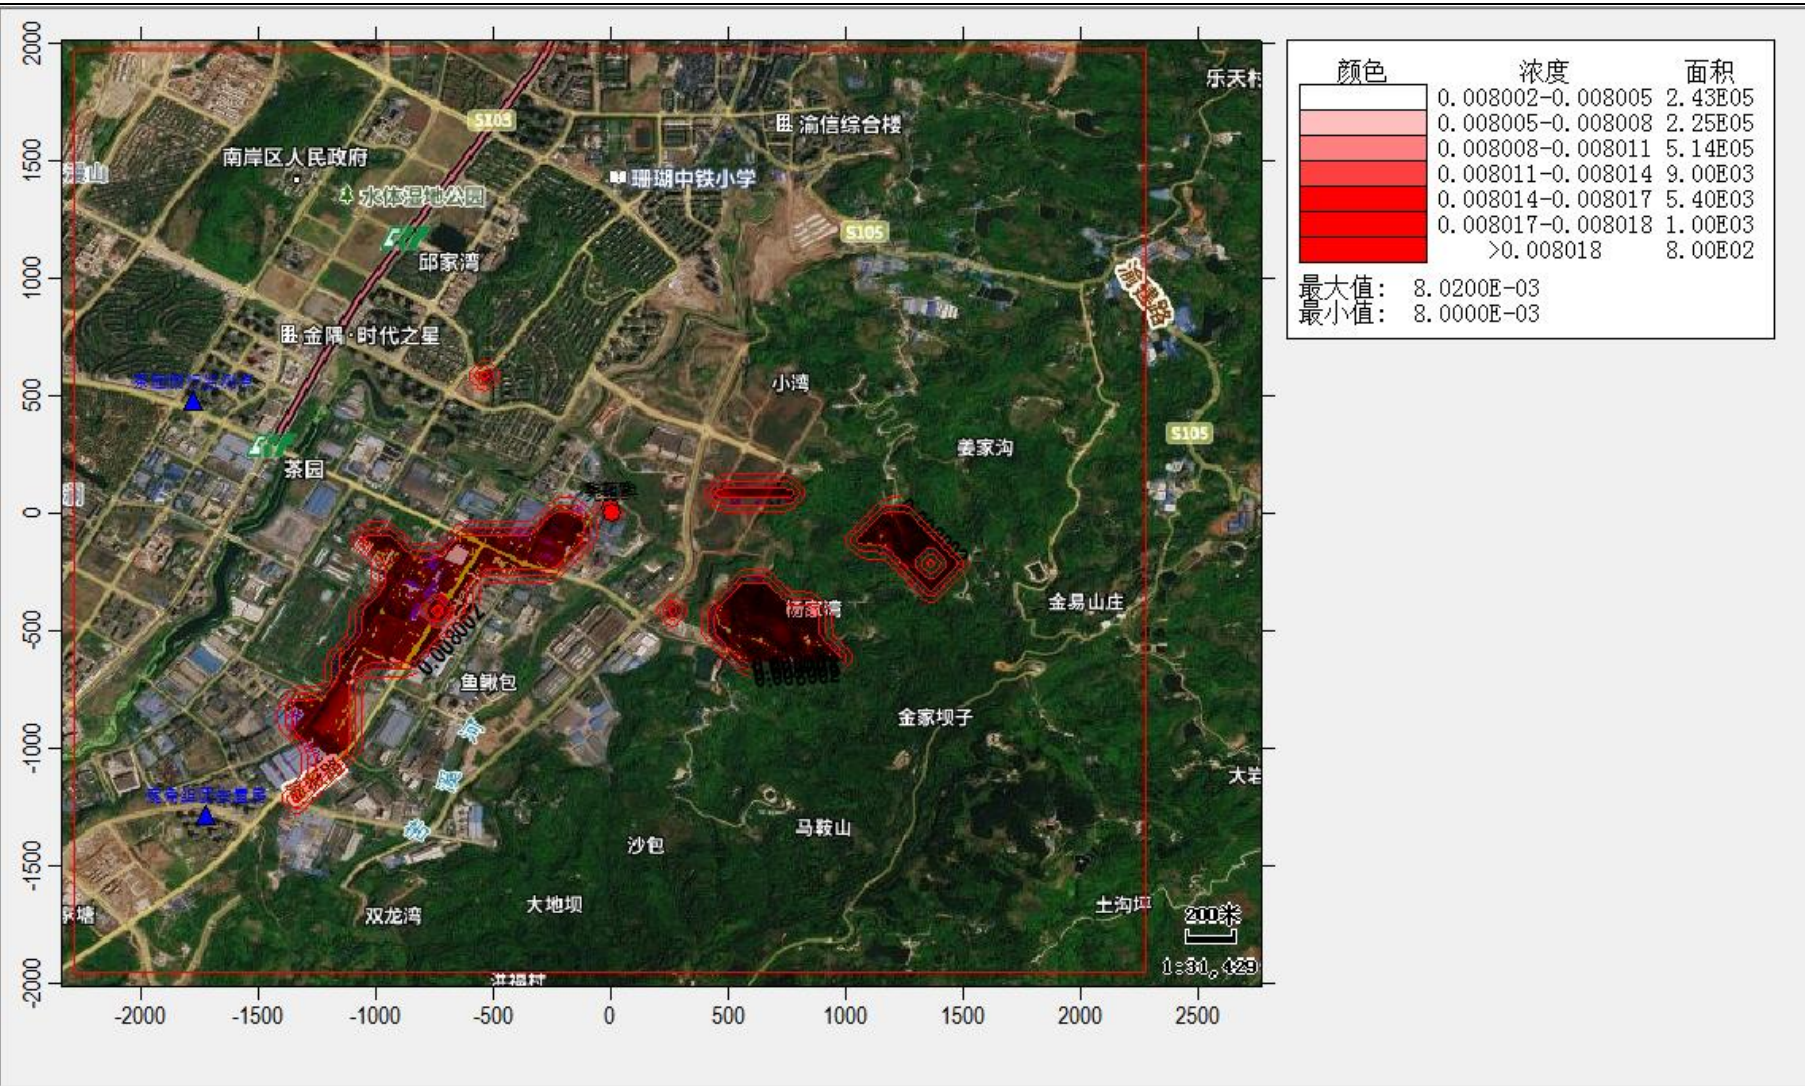 2000
1500
1000
500
0
-500
-1000
-1500
-2000
乐天村
S103
渝信综合楼
南岸区人民政府
珊瑚中铁小学
水体湿地公园
S105
邱家湾
金隅·时代之星
小湾
S105
茶园
姜家沟
杨家湾
金易山庄
0.008002
鱼鳅包
金家坝子
大岩
马鞍山
沙包
双龙湾
大地坝
土沟坪
200米
1:31,429
洪福村
-2000
-1500
-1000
-500
0
500
1000
1500
2000
2500
颜色 浓度 面积
0.008002-0.008005 2.43E05
0.008005-0.008008 2.25E05
0.008008-0.008011 5.14E05
0.008011-0.008014 9.00E03
0.008014-0.008017 5.40E03
0.008017-0.008018 1.00E03
>0.008018 8.00E02
最大值: 8.0200E-03
最小值: 8.0000E-03